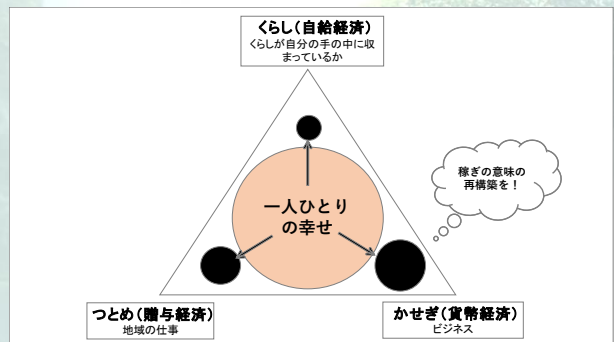 くらし(自給経済)
くらしが自分の手の中に収
まっているか
稼ぎの意味の
再構築を!
一人ひとり
の幸せ
つとめ(贈与経済)
地域の仕事
かせぎ(貨幣経済)
ビジネス